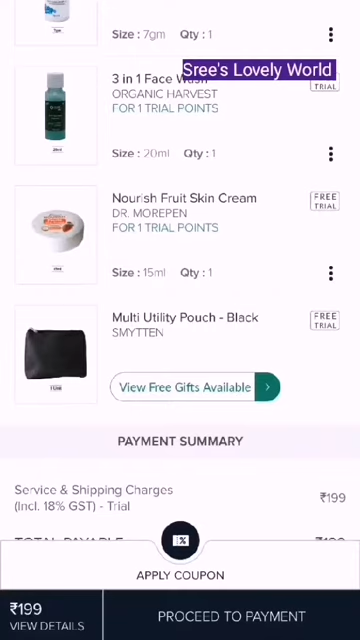 Size : 7gm Qty : 1
Sree's Lovely World
3 in 1 Face Wash
ORGANIC HARVEST
FOR 1 TRIAL POINTS
TRIAL
Size : 20ml Qty : 1
Nourish Fruit Skin Cream
DR. MOREPEN
FOR 1 TRIAL POINTS
FREE
TRIAL
Size : 15ml Qty : 1
Multi Utility Pouch - Black
SMYTTEN
FREE
TRIAL
View Free Gifts Available
PAYMENT SUMMARY
Service & Shipping Charges
(Incl. 18% GST) - Trial
₹199
TOTAL PAYABLE
₹199
APPLY COUPON
₹199
VIEW DETAILS
PROCEED TO PAYMENT